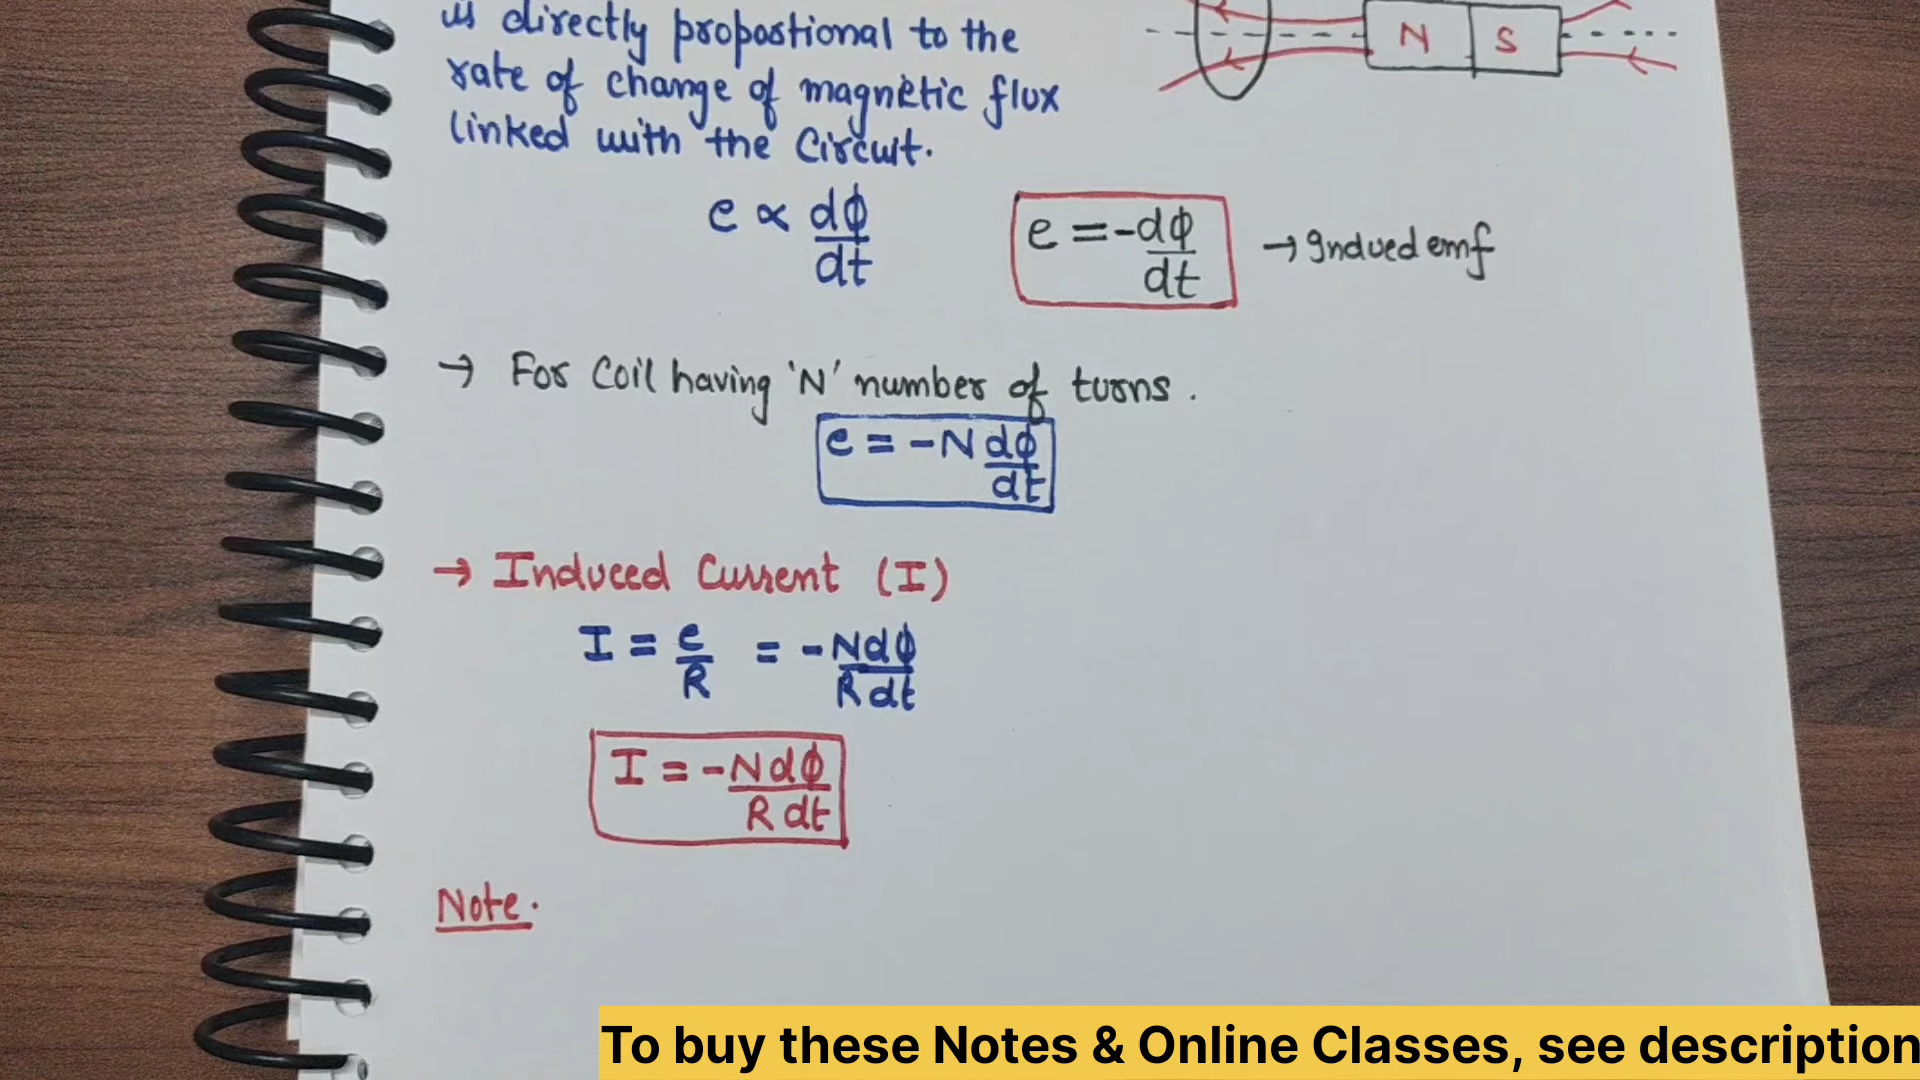 is directly proportional to the
N S
rate of change of magnetic flux
linked with the Circuit.
e ∝ dϕ/dt
e = -dϕ/dt → Indued emf
→ For Coil having 'N' number of turns.
e = -N dϕ/dt
→ Induced Current (I)
I = e/R = -Ndϕ/Rdt
I = -Ndϕ/Rdt
Note.
To buy these Notes & Online Classes, see description